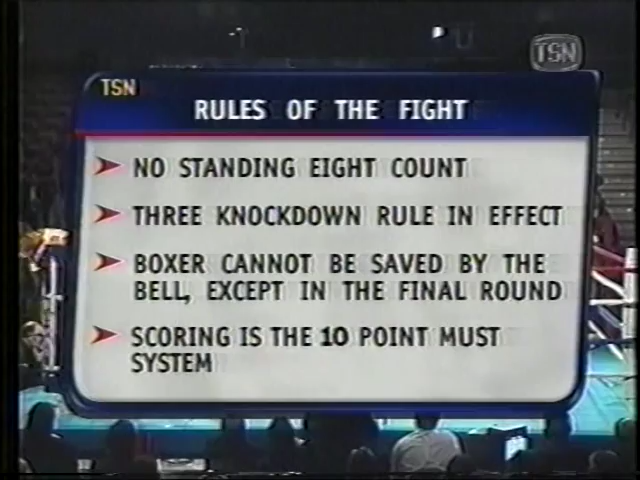 TSN
TSN
RULES OF THE FIGHT
NO STANDING EIGHT COUNT
THREE KNOCKDOWN RULE IN EFFECT
BOXER CANNOT BE SAVED BY THE
BELL, EXCEPT IN THE FINAL ROUND
SCORING IS THE 10 POINT MUST
SYSTEM